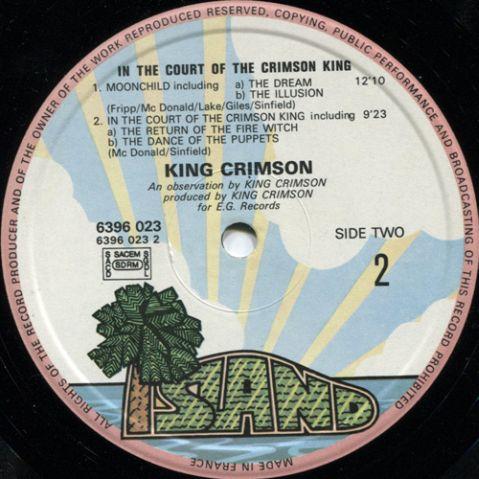 ALL RIGHTS OF THE RECORD PRODUCER AND OF THE OWNER OF THE WORK REPRODUCED RESERVED, COPYING, PUBLIC PERFORMANCE AND BROADCASTING OF THIS RECORD PROHIBITED
IN THE COURT OF THE CRIMSON KING
1. MOONCHILD including a) THE DREAM 12'10
b) THE ILLUSION
(Fripp/Mc Donald/Lake/Giles/Sinfield)
2. IN THE COURT OF THE CRIMSON KING including 9'23
a) THE RETURN OF THE FIRE WITCH
b) THE DANCE OF THE PUPPETS
(Mc Donald/Sinfield)
KING CRIMSON
An observation by KING CRIMSON
produced by KING CRIMSON
for E.G. Records
6396 023
6396 023 2
SACEM
SACD SDRM SGDL
SIDE TWO
2
ISLAND
MADE IN FRANCE